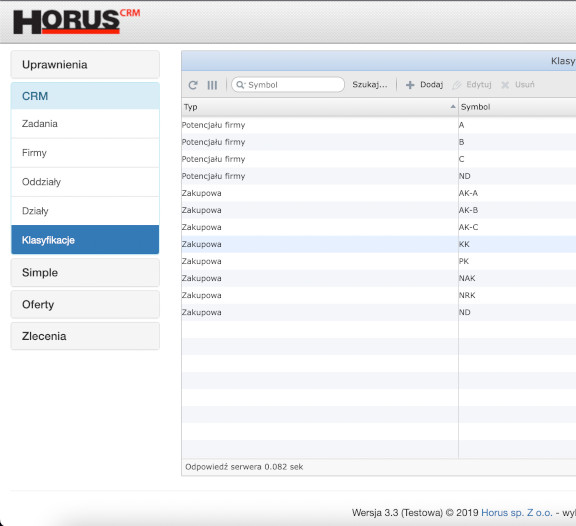 HORUS CRM
Uprawnienia
CRM
Zadania
Firmy
Oddziały
Działy
Klasyfikacje
Simple
Oferty
Zlecenia
Klasy
Symbol Szukaj... Dodaj Edytuj Usuń
Typ Symbol
Potencjału firmy A
Potencjału firmy B
Potencjału firmy C
Potencjału firmy ND
Zakupowa AK-A
Zakupowa AK-B
Zakupowa AK-C
Zakupowa KK
Zakupowa PK
Zakupowa NAK
Zakupowa NRK
Zakupowa ND
Odpowiedź serwera 0.082 sek
Wersja 3.3 (Testowa) © 2019 Horus sp. Z o.o. - wyk